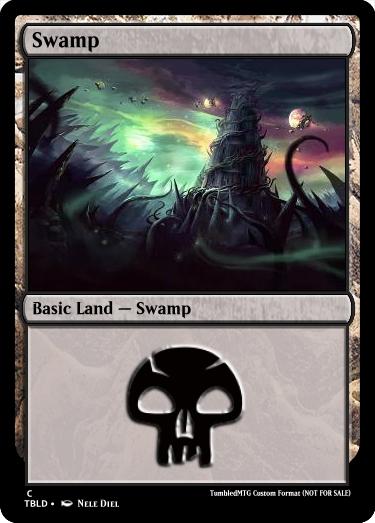 Swamp
Basic Land — Swamp
C
TBLD • Nele Diel
TumbledMTG Custom Format (NOT FOR SALE)